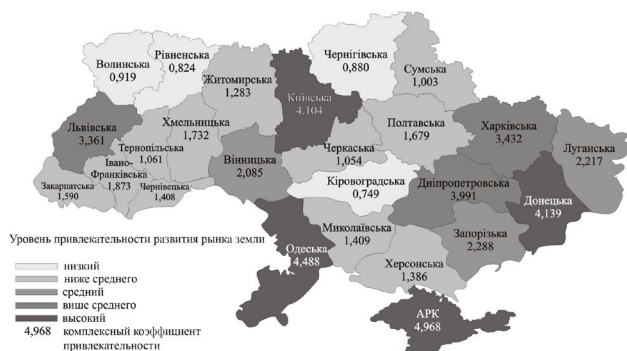 Волинська
0,919
Рівненська
0,824
Житомирська
1,283
Київська
4,104
Чернігівська
0,880
Сумська
1,003
Львівська
3,361
Тернопільська
1,061
Хмельницька
1,732
Вінницька
2,085
Черкаська
1,054
Полтавська
1,679
Харківська
3,432
Луганська
2,217
Івано-
Франківська
1,873
Закарпатська
1,590
Чернівецька
1,408
Кіровоградська
0,749
Дніпропетровська
3,991
Донецька
4,139
Одеська
4,488
Миколаївська
1,409
Запорізька
2,288
Херсонська
1,386
АРК
4,968
Уровень привлекательности развития рынка земли
низкий
ниже среднего
средний
више среднего
высокий
4,968 комплексный коэффициент
привлекательности